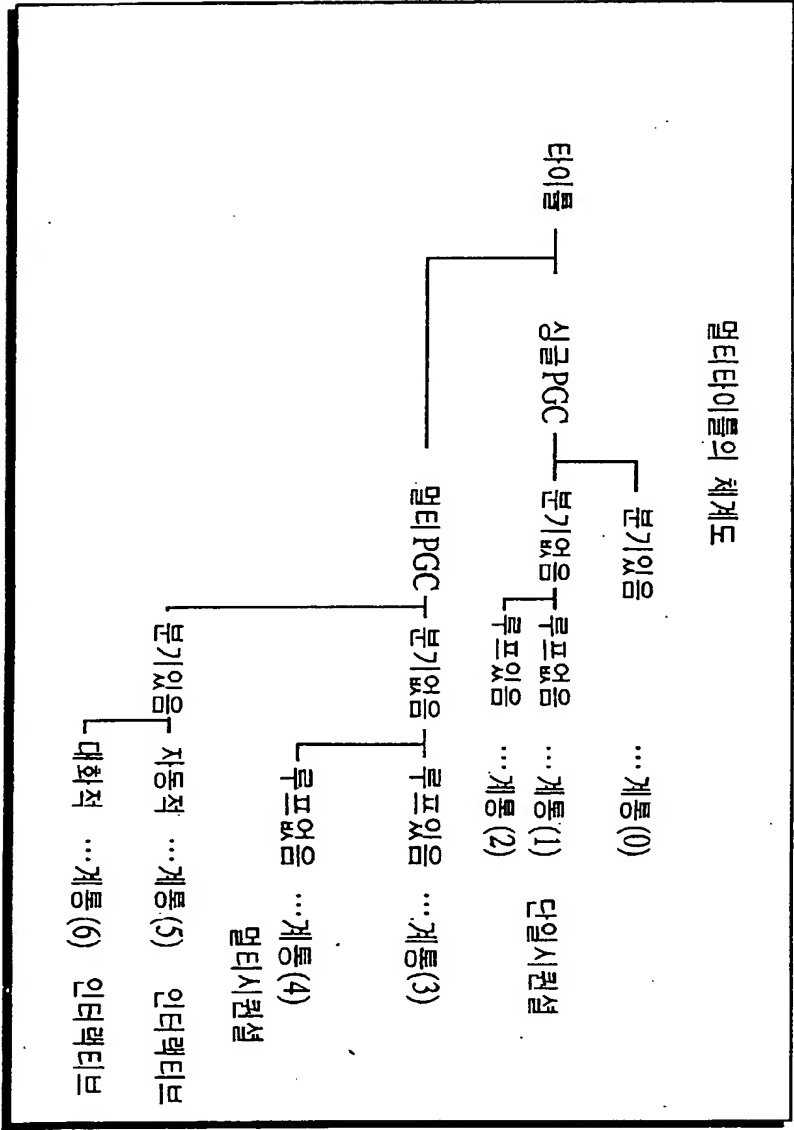 멀티타이틀의 체계도
분기있음 …계통(0)
타이틀 싱글PGC 분기없음 루프없음 …계통(1) 단일시퀀설
루프있음 …계통(2)
멀티PGC 분기없음 루프있음 …계통(3)
루프없음 …계통(4)
멀티시퀀설
분기있음 자동적 …계통(5) 인터랙티브
대화적 …계통(6) 인터랙티브